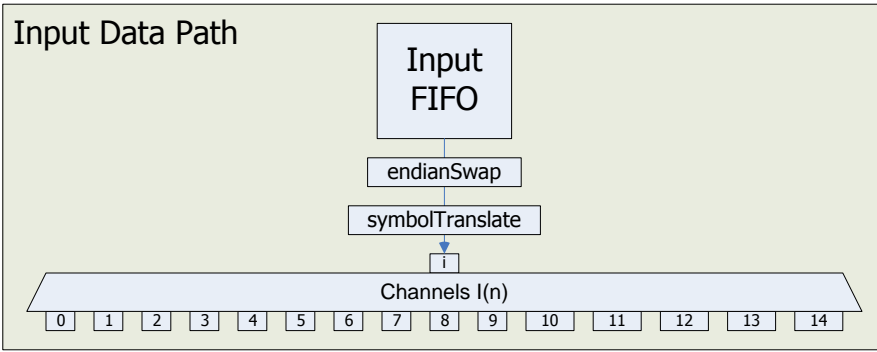 Input Data Path
Input
FIFO
endianSwap
symbolTranslate
i
Channels I(n)
0 1 2 3 4 5 6 7 8 9 10 11 12 13 14